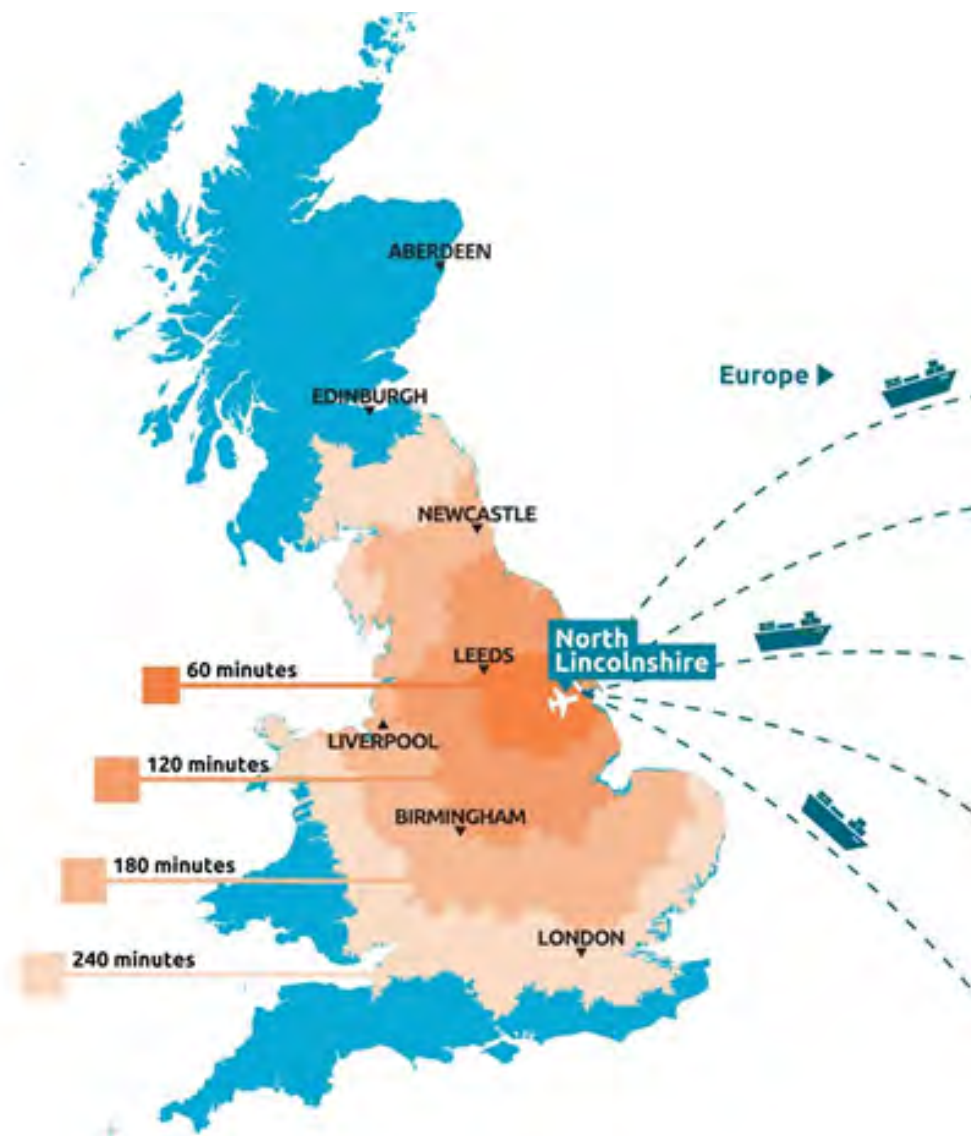 ABERDEEN
Europe
EDINBURGH
NEWCASTLE
North
Lincolnshire
LEEDS
60 minutes
LIVERPOOL
120 minutes
BIRMINGHAM
180 minutes
LONDON
240 minutes